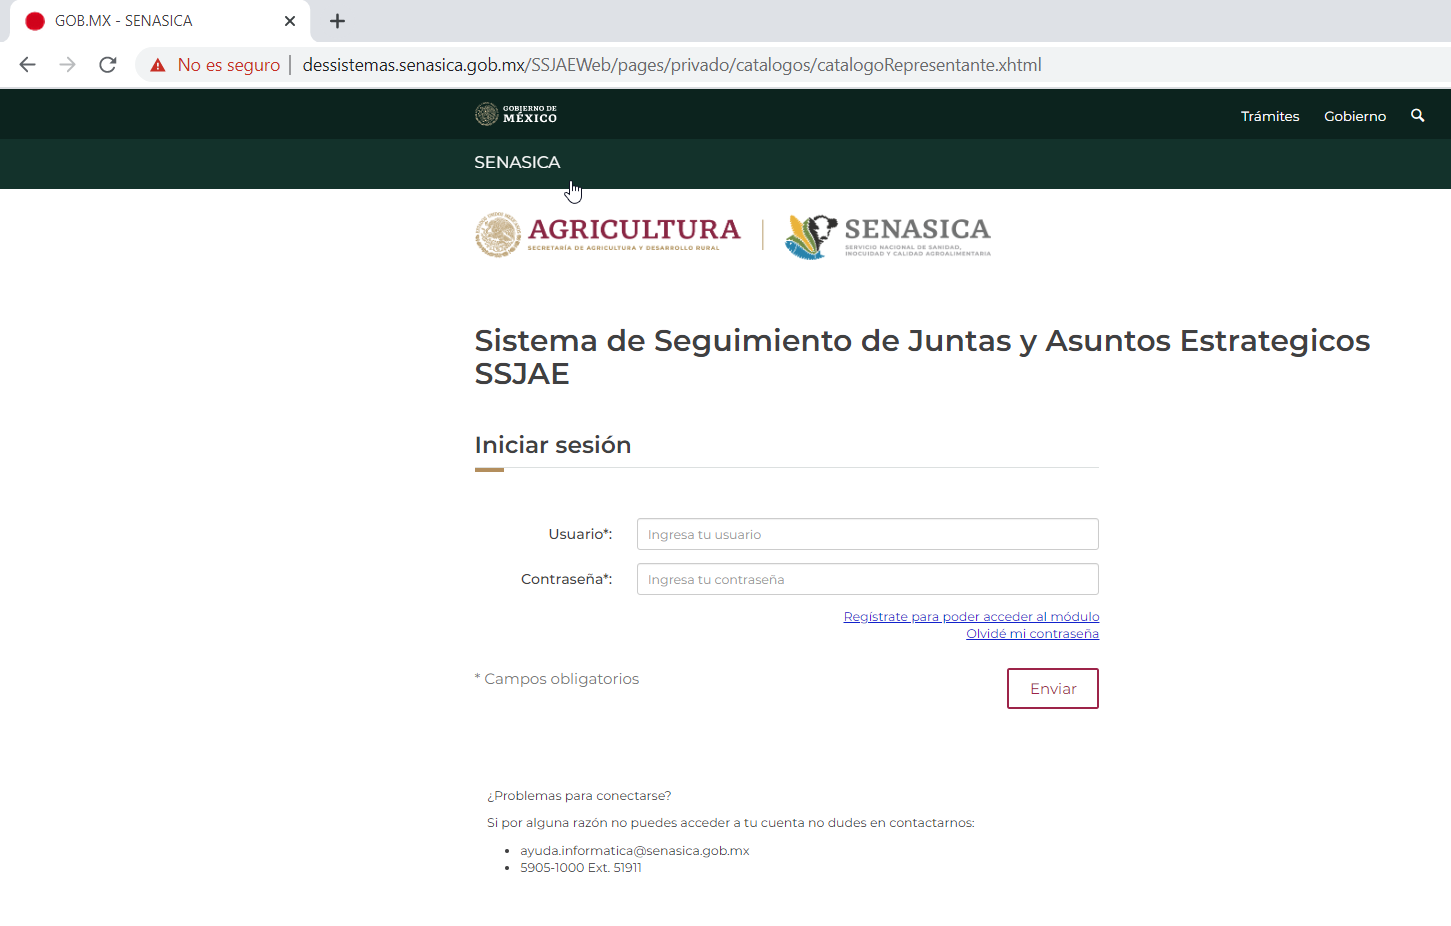 GOB.MX - SENASICA
No es seguro | dessistemas.senasica.gob.mx/SSJAEWeb/pages/privado/catalogos/catalogoRepresentante.xhtml
GOBIERNO DE
MÉXICO
Trámites Gobierno
SENASICA
AGRICULTURA
SECRETARÍA DE AGRICULTURA Y DESARROLLO RURAL
SENASICA
SERVICIO NACIONAL DE SANIDAD,
INOCUIDAD Y CALIDAD AGROALIMENTARIA
Sistema de Seguimiento de Juntas y Asuntos Estrategicos
SSJAE
Iniciar sesión
Usuario*: Ingresa tu usuario
Contraseña*: Ingresa tu contraseña
Regístrate para poder acceder al módulo
Olvidé mi contraseña
* Campos obligatorios
Enviar
¿Problemas para conectarse?
Si por alguna razón no puedes acceder a tu cuenta no dudes en contactarnos:
• ayuda.informatica@senasica.gob.mx
• 5905-1000 Ext. 51911